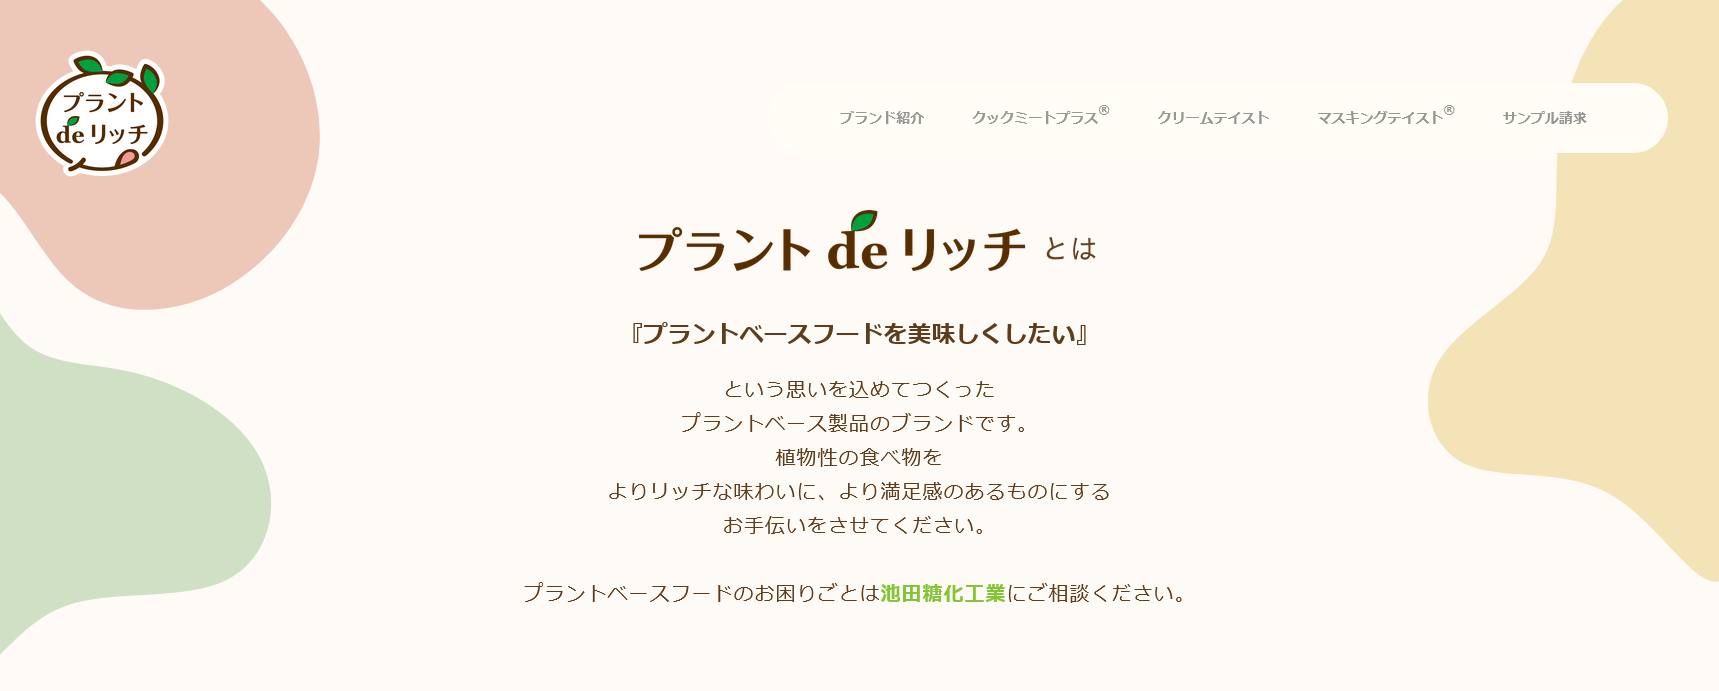 プラント
de リッチ
ブランド紹介
クックミートプラス®
クリームテイスト
マスキングテイスト®
サンプル請求
プラント de リッチ とは
『プラントベースフードを美味しくしたい』
という思いを込めてつくった
プラントベース製品のブランドです。
植物性の食べ物を
よりリッチな味わいに、より満足感のあるものにする
お手伝いをさせてください。
プラントベースフードのお困りごとは池田糖化工業にご相談ください。